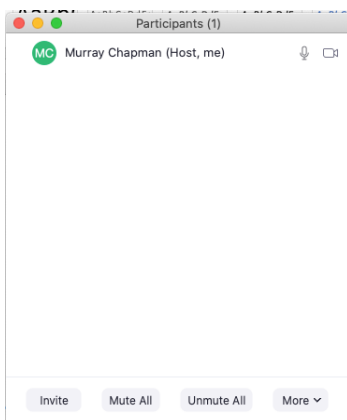 Participants (1)
MC Murray Chapman (Host, me)
Invite Mute All Unmute All More